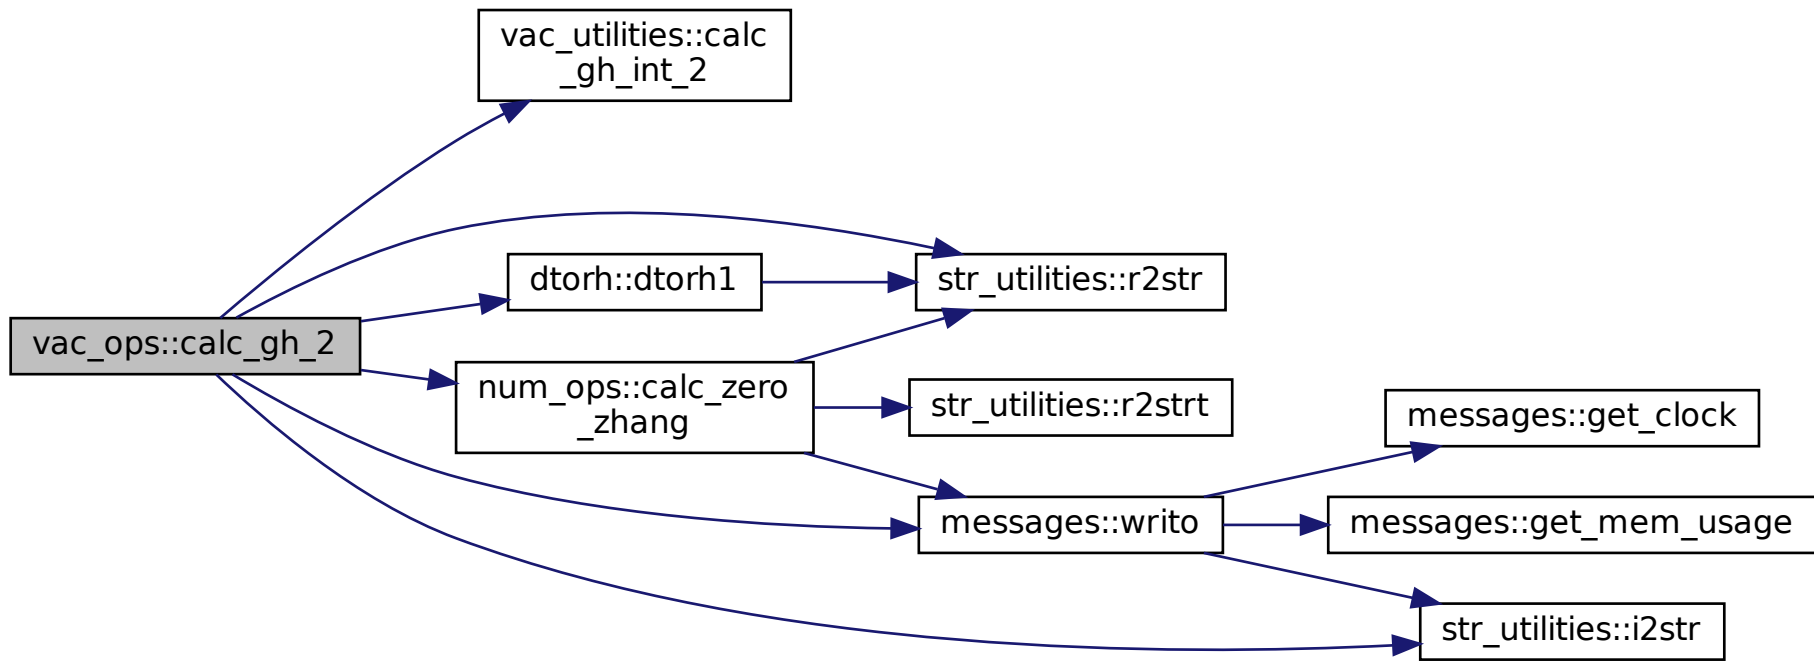 vac_utilities::calc
_gh_int_2
str_utilities::r2str
dtorh::dtorh1
vac_ops::calc_gh_2
num_ops::calc_zero
_zhang
str_utilities::r2strt
messages::get_clock
messages::writo
messages::get_mem_usage
str_utilities::i2str